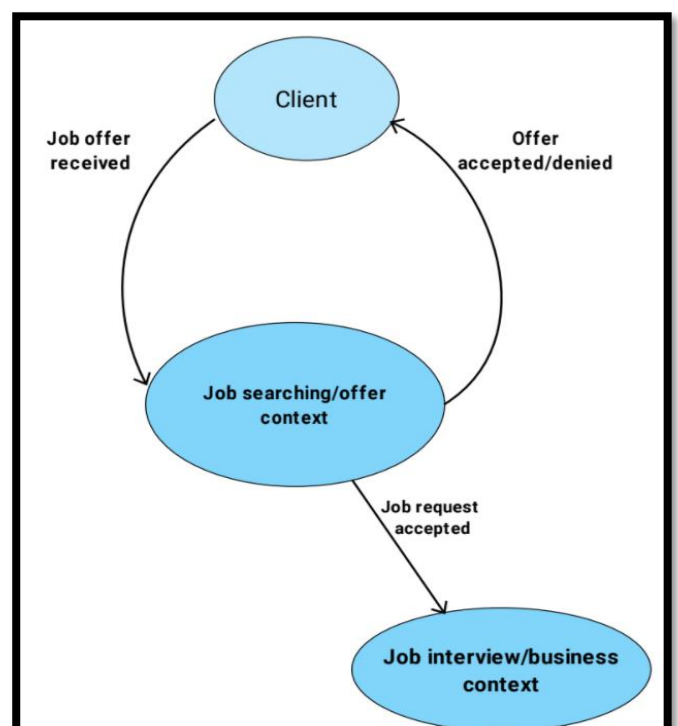 Client
Job offer
received
Offer
accepted/denied
Job searching/offer
context
Job request
accepted
Job interview/business
context